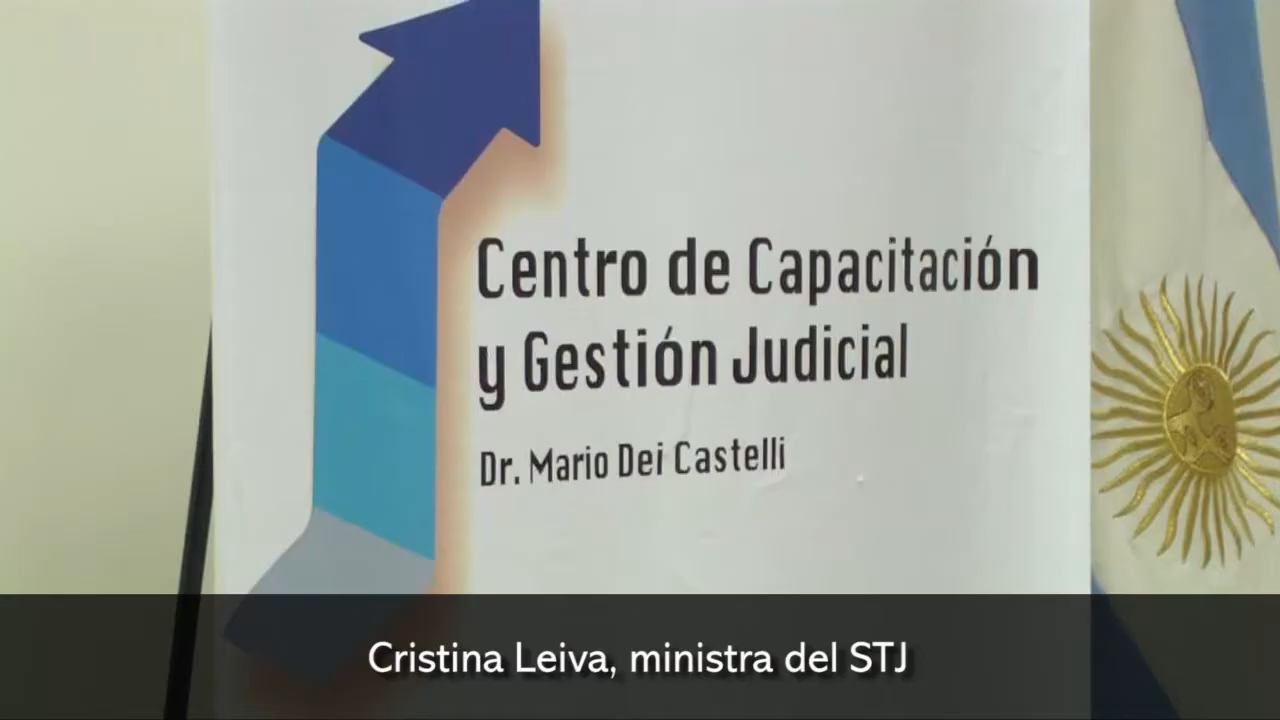 Centro de Capacitación
y Gestión Judicial
Dr. Mario Dei Castelli
Cristina Leiva, ministra del STJ